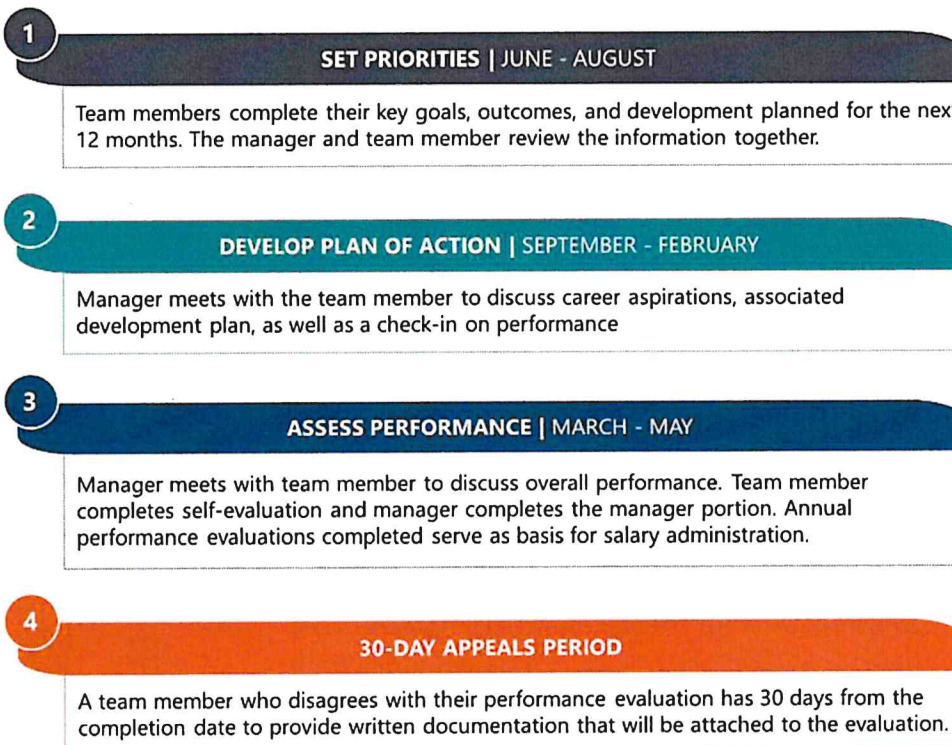 1
SET PRIORITIES | JUNE - AUGUST
Team members complete their key goals, outcomes, and development planned for the nex
12 months. The manager and team member review the information together.
2
DEVELOP PLAN OF ACTION | SEPTEMBER - FEBRUARY
Manager meets with the team member to discuss career aspirations, associated
development plan, as well as a check-in on performance
3
ASSESS PERFORMANCE | MARCH - MAY
Manager meets with team member to discuss overall performance. Team member
completes self-evaluation and manager completes the manager portion. Annual
performance evaluations completed serve as basis for salary administration.
4
30-DAY APPEALS PERIOD
A team member who disagrees with their performance evaluation has 30 days from the
completion date to provide written documentation that will be attached to the evaluation.